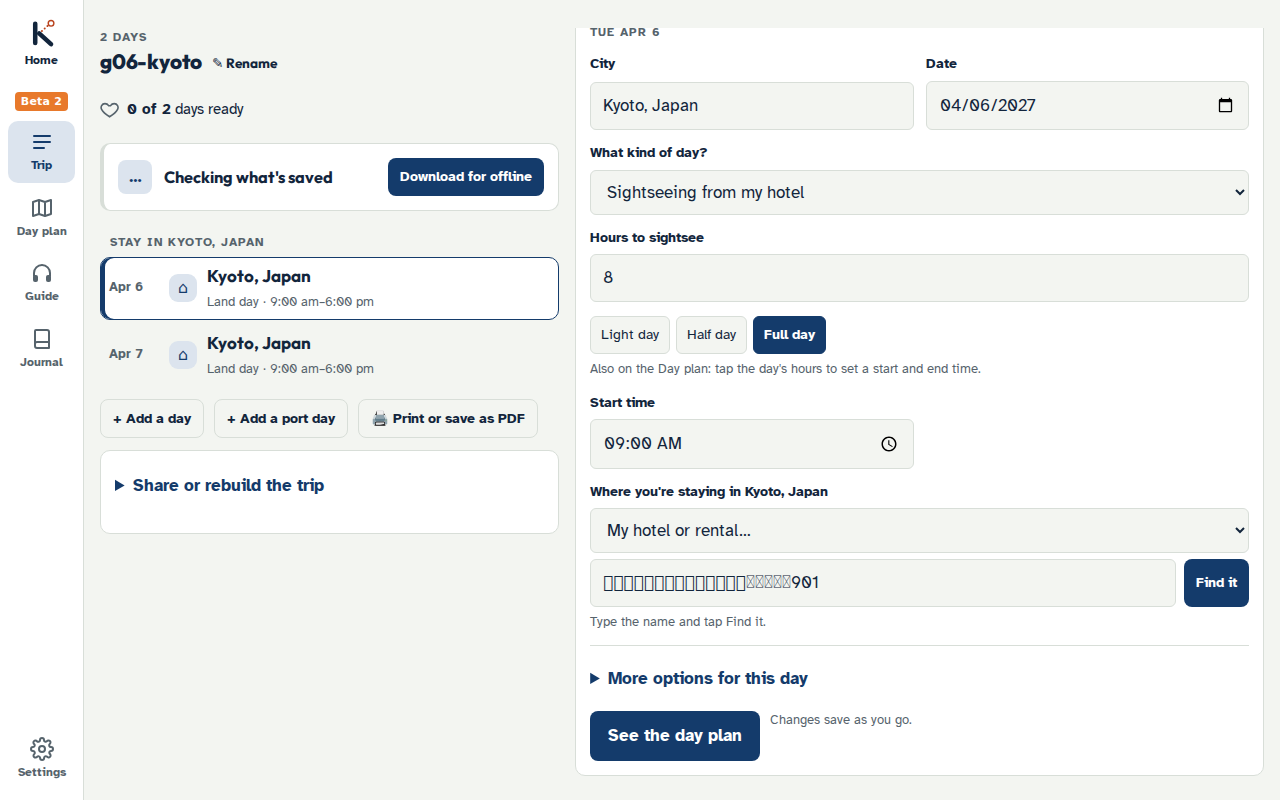 Home
Beta 2
Trip
Day plan
Guide
Journal
Settings
2 DAYS
g06-kyoto ✎ Rename
0 of 2 days ready
Checking what's saved
Download for offline
STAY IN KYOTO, JAPAN
Apr 6
Kyoto, Japan
Land day · 9:00 am–6:00 pm
Apr 7
Kyoto, Japan
Land day · 9:00 am–6:00 pm
+ Add a day
+ Add a port day
🖨️ Print or save as PDF
Share or rebuild the trip
TUE APR 6
City
Kyoto, Japan
Date
04/06/2027
What kind of day?
Sightseeing from my hotel
Hours to sightsee
8
Light day
Half day
Full day
Also on the Day plan: tap the day's hours to set a start and end time.
Start time
09:00 AM
Where you're staying in Kyoto, Japan
My hotel or rental...
901
Find it
Type the name and tap Find it.
More options for this day
See the day plan
Changes save as you go.